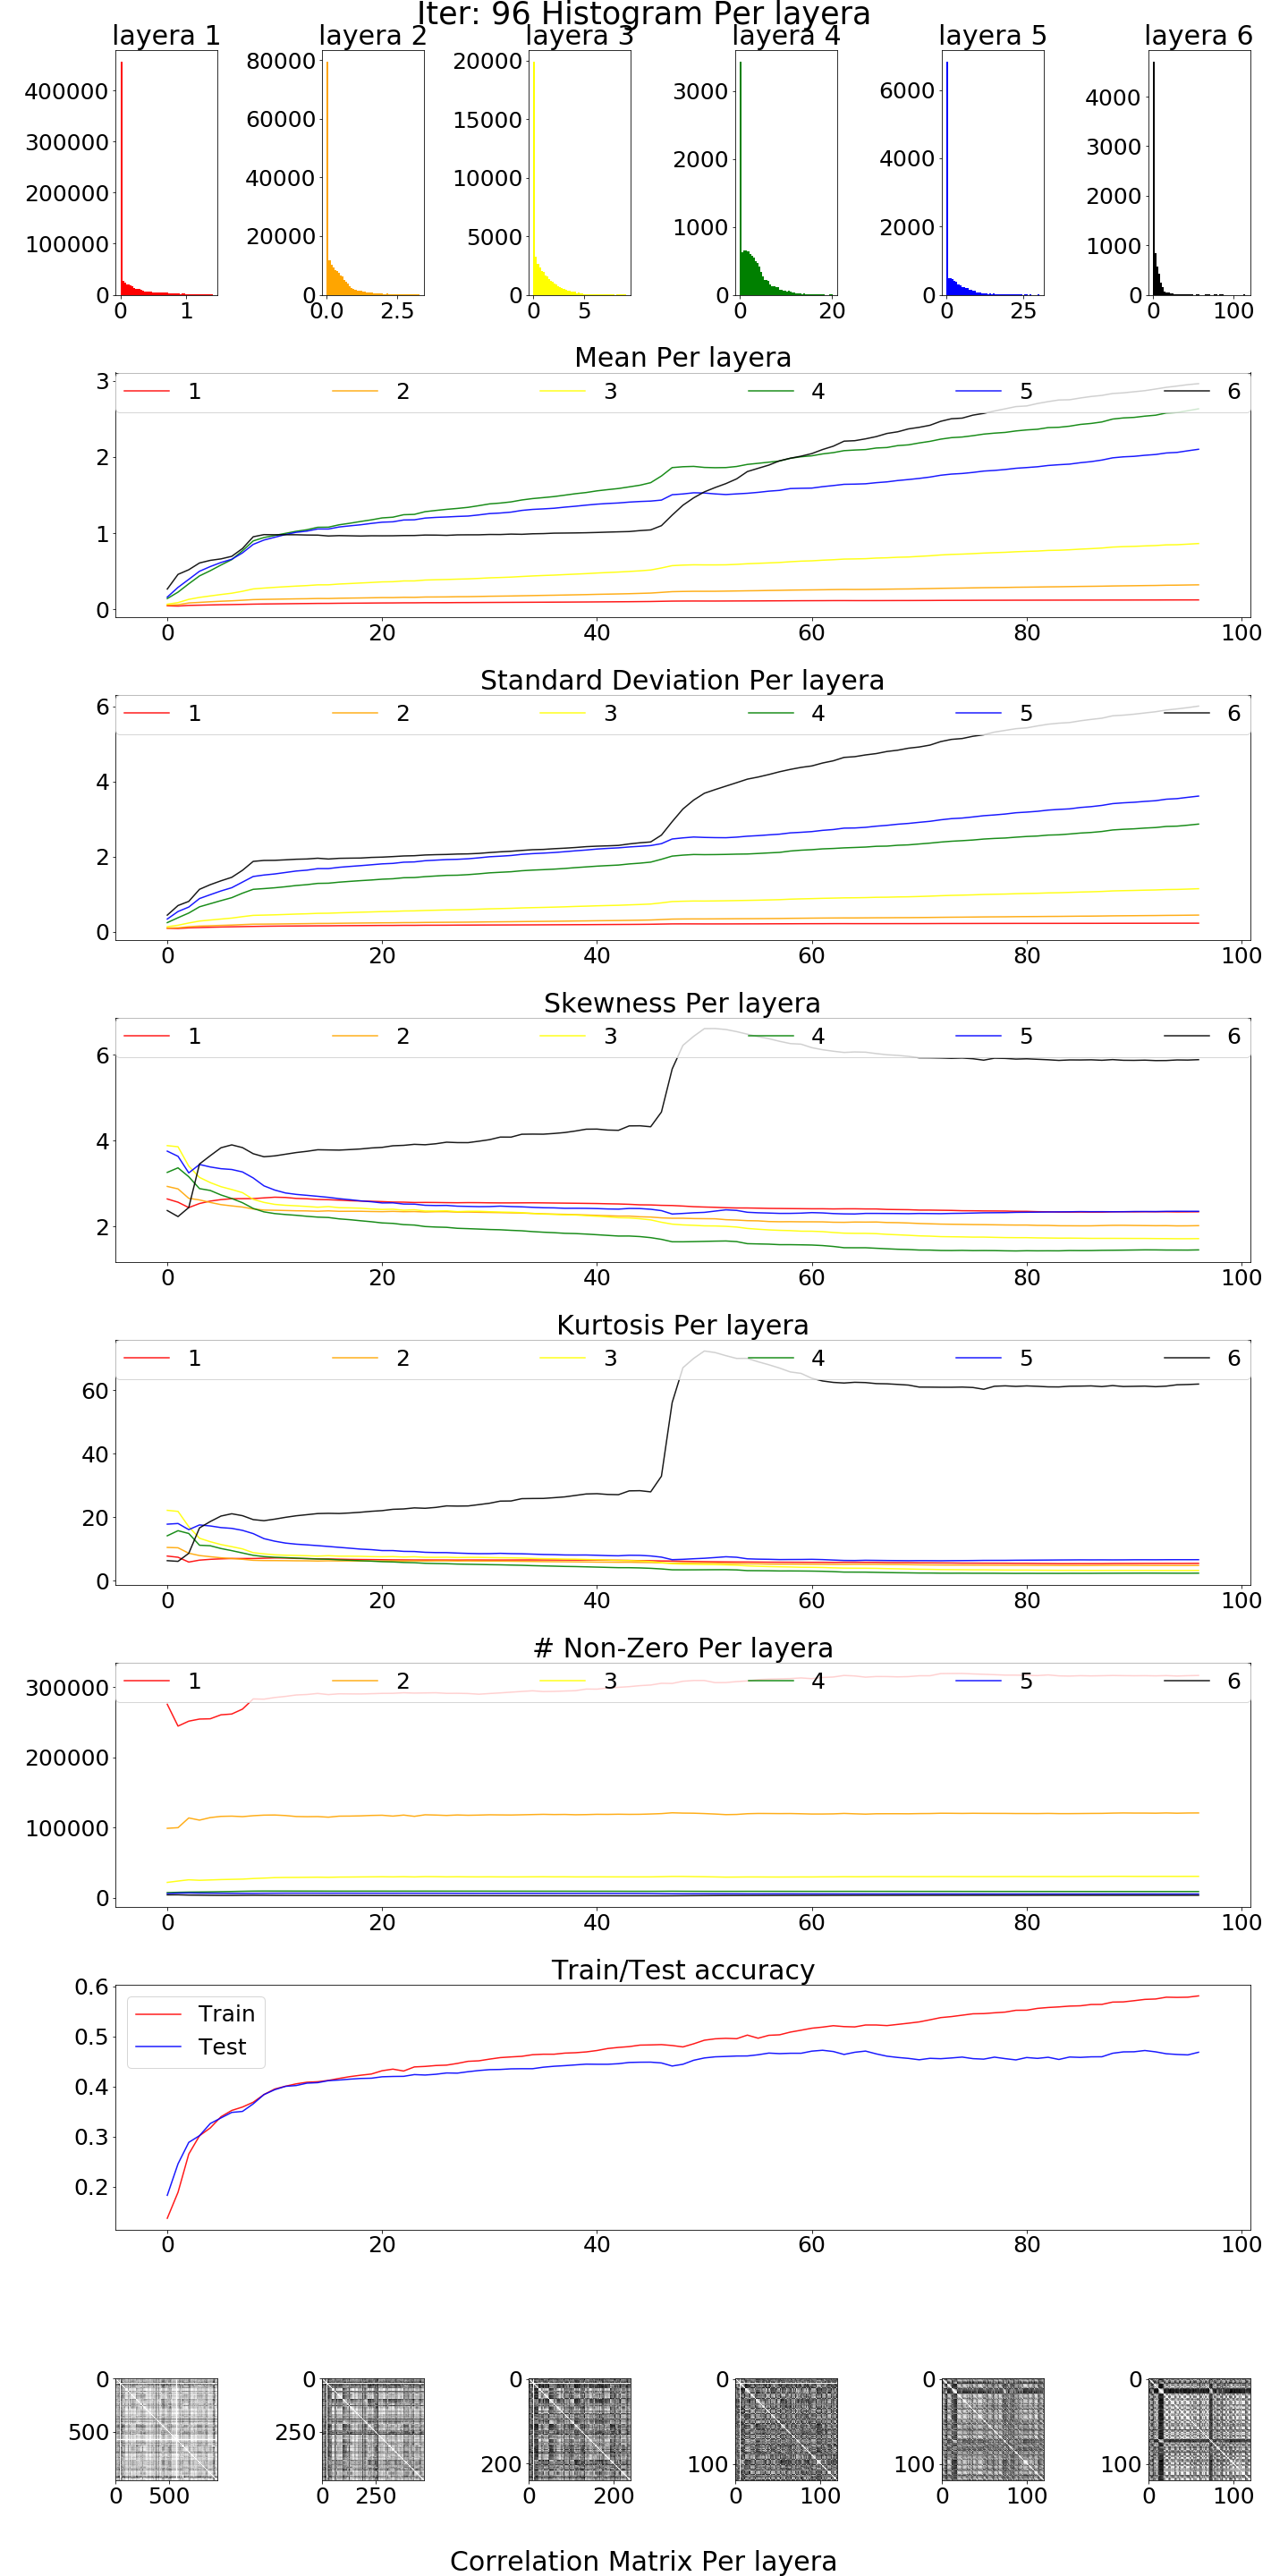 Iter: 96 Histogram Per layera
layera 1 layera 2 layera 3 layera 4 layera 5 layera 6
400000 300000 200000 100000 0
0 1
80000 60000 40000 20000 0
0.0 2.5
20000 15000 10000 5000 0
0 5
3000 2000 1000 0
0 20
6000 4000 2000 0
0 25
4000 3000 2000 1000 0
0 100
Mean Per layera
1 2 3 4 5 6
3
2
1
0
0 20 40 60 80 100
Standard Deviation Per layera
1 2 3 4 5 6
6
4
2
0
0 20 40 60 80 100
Skewness Per layera
1 2 3 4 5 6
6
4
2
0 20 40 60 80 100
Kurtosis Per layera
1 2 3 4 5 6
60
40
20
0
0 20 40 60 80 100
# Non-Zero Per layera
1 2 3 4 5 6
300000
200000
100000
0
0 20 40 60 80 100
Train/Test accuracy
Train
Test
0.6
0.5
0.4
0.3
0.2
0 20 40 60 80 100
0 500
0 500
0 250
0 250
0 200
0 200
0 100
0 100
0 100
0 100
0 100
0 100
Correlation Matrix Per layera